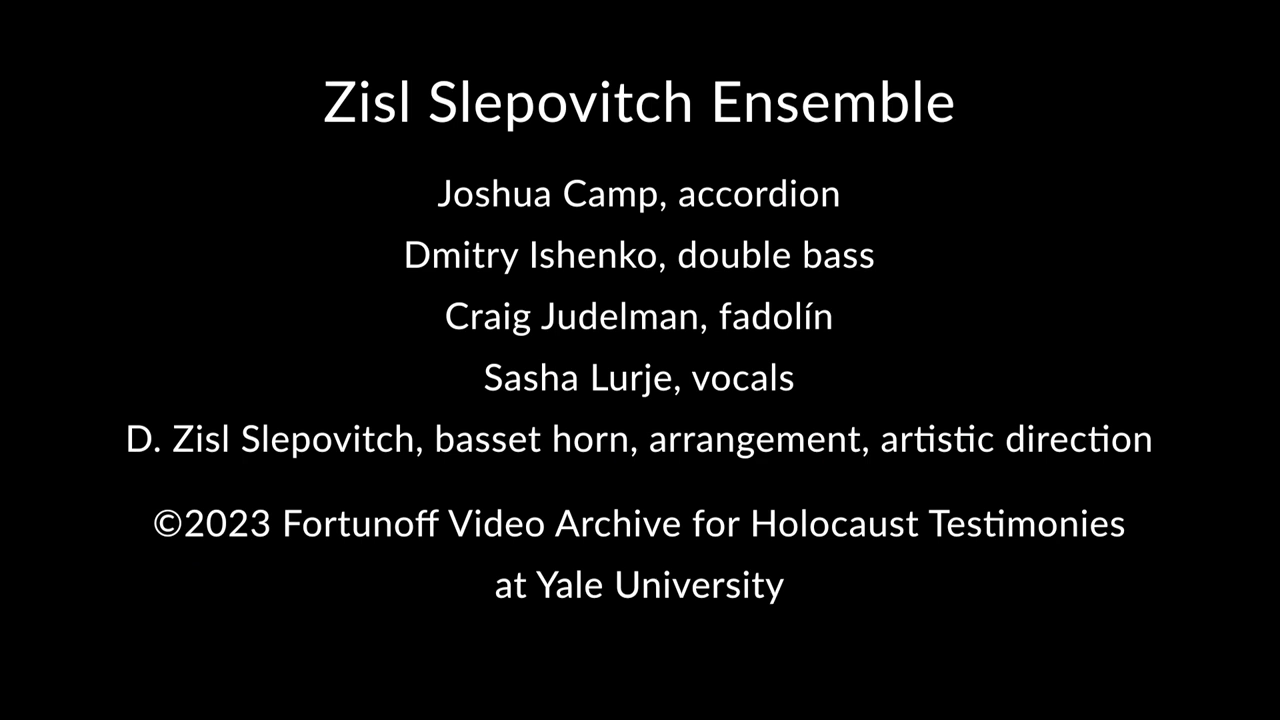 Zisl Slepovitch Ensemble
Joshua Camp, accordion
Dmitry Ishenko, double bass
Craig Judelman, fadolín
Sasha Lurje, vocals
D. Zisl Slepovitch, basset horn, arrangement, artistic direction
©2023 Fortunoff Video Archive for Holocaust Testimonies
at Yale University